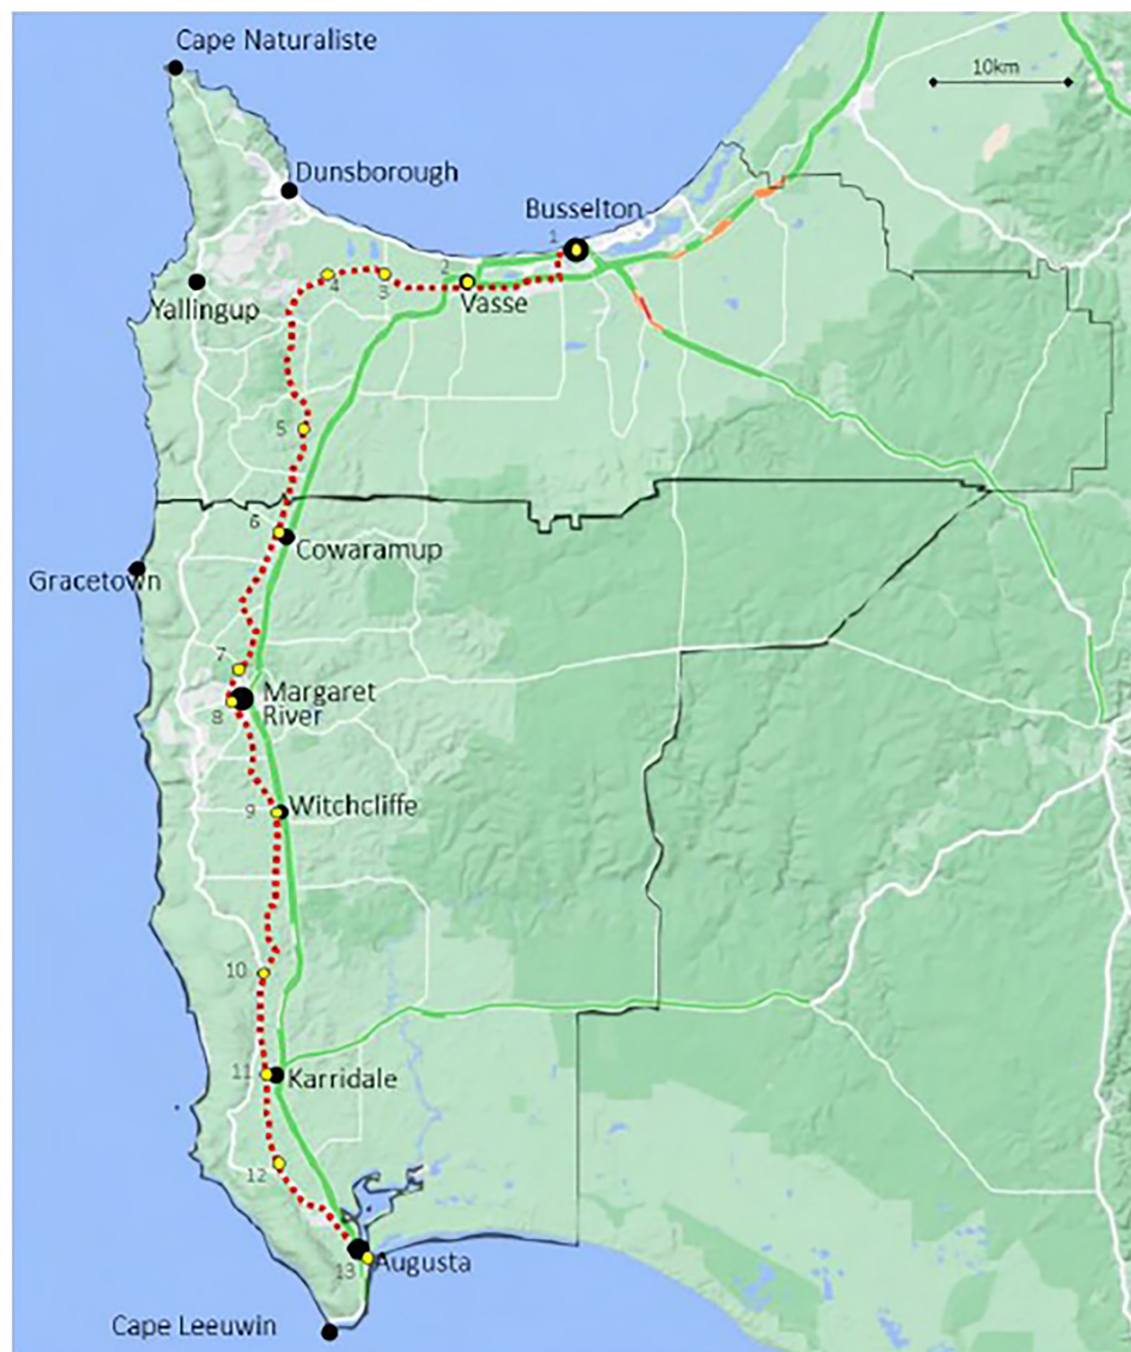 Cape Naturaliste
10km
Dunsborough
Busselton
1
2
3
4
Vasse
Yallingup
5
6
Cowaramup
Gracetown
7
Margaret
River
8
Witchcliffe
9
10
11
Karridale
12
Augusta
13
Cape Leeuwin